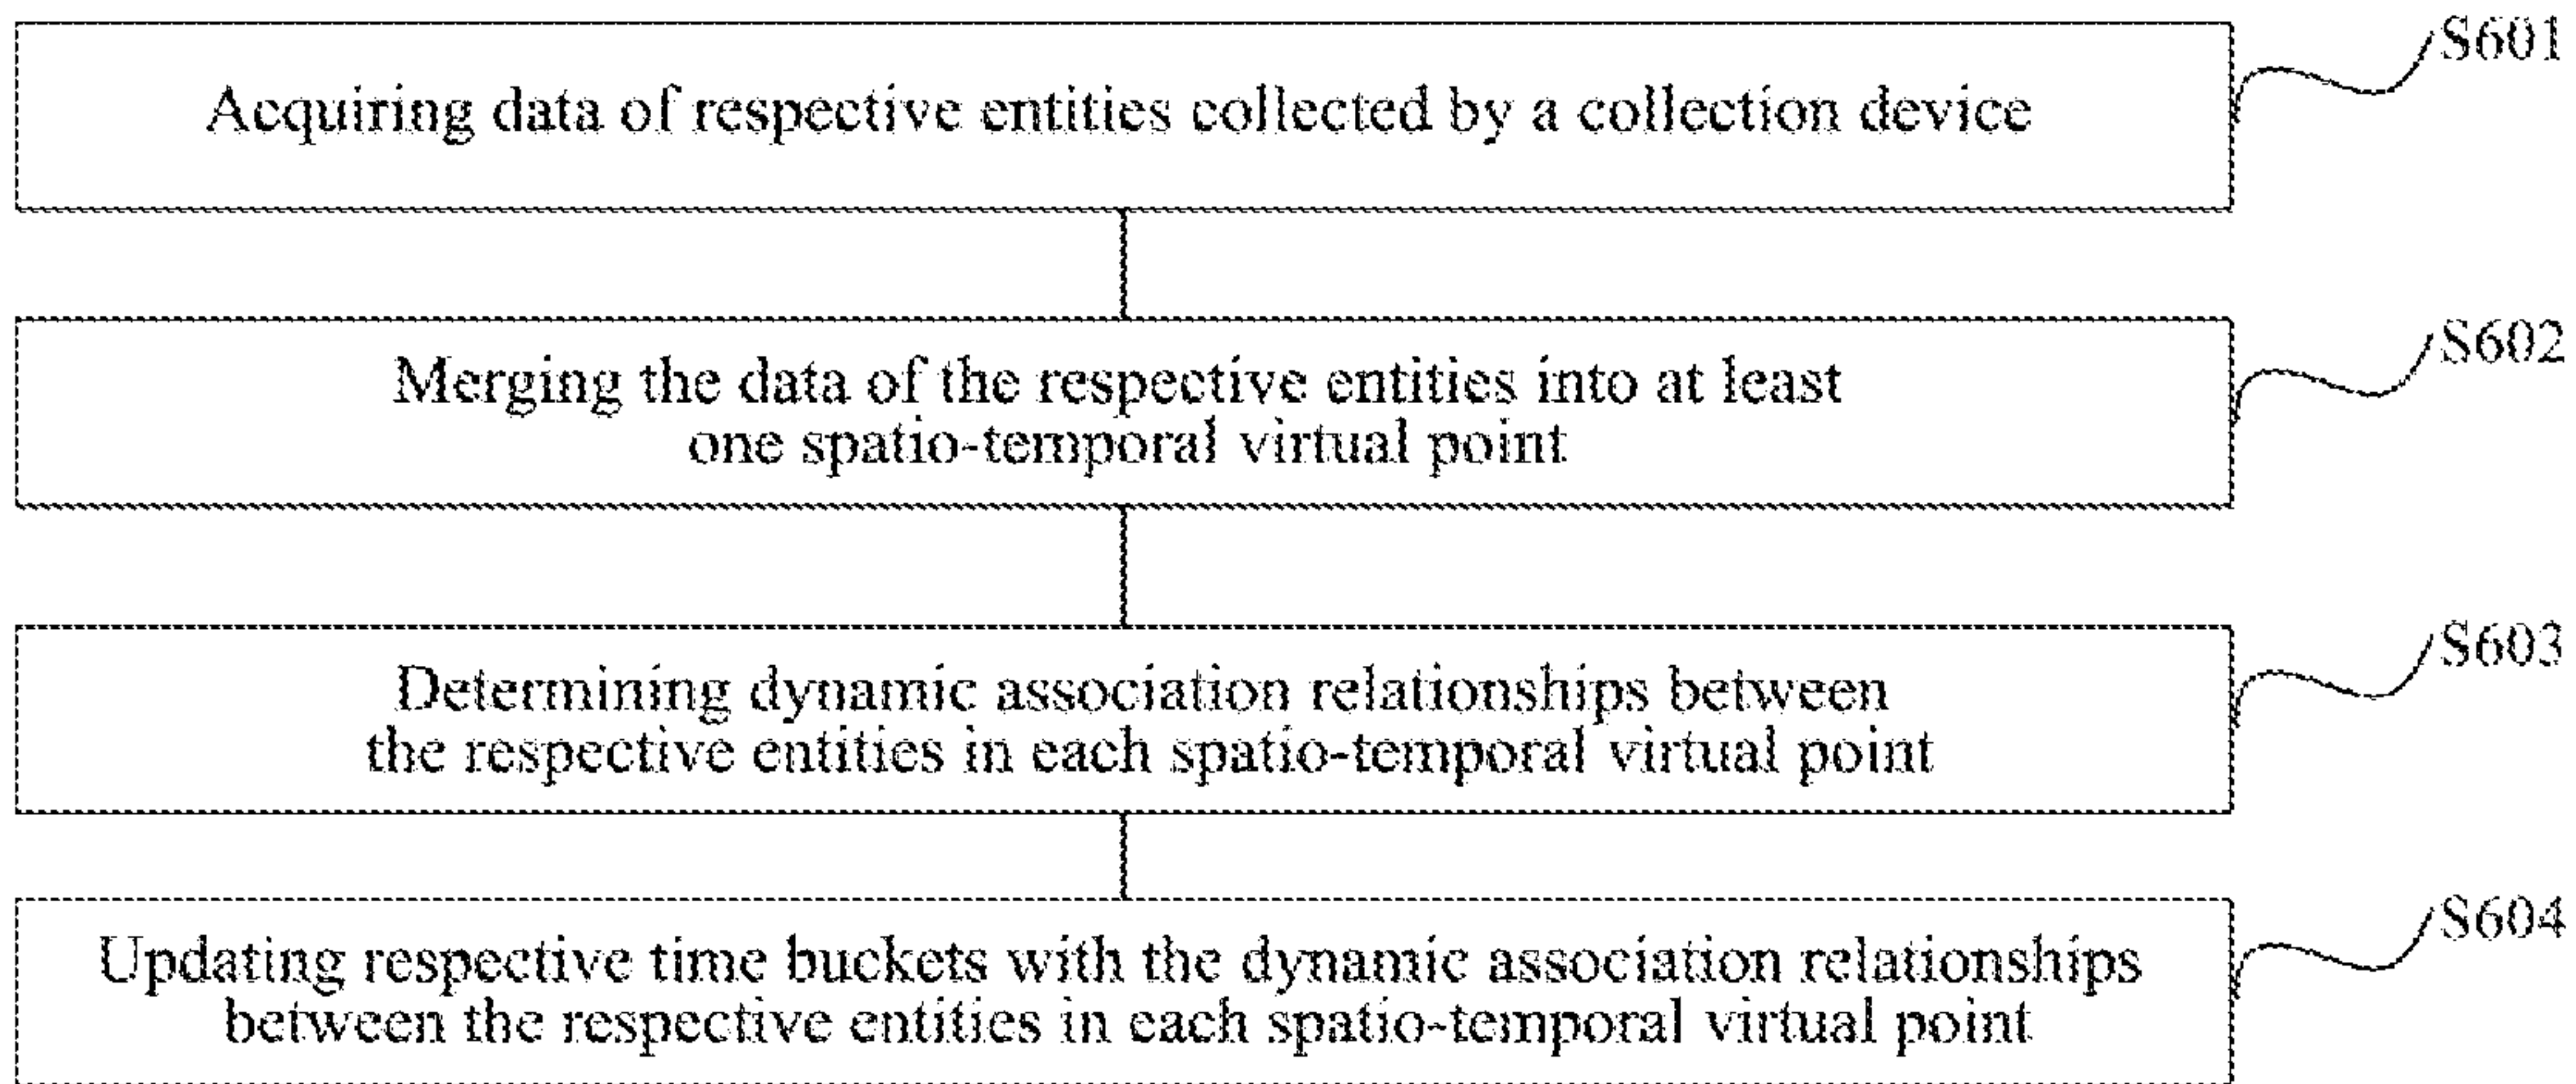 S601
Acquiring data of respective entities collected by a collection device
S602
Merging the data of the respective entities into at least
one spatio-temporal virtual point
S603
Determining dynamic association relationships between
the respective entities in each spatio-temporal virtual point
S604
Updating respective time buckets with the dynamic association relationships
between the respective entities in each spatio-temporal virtual point